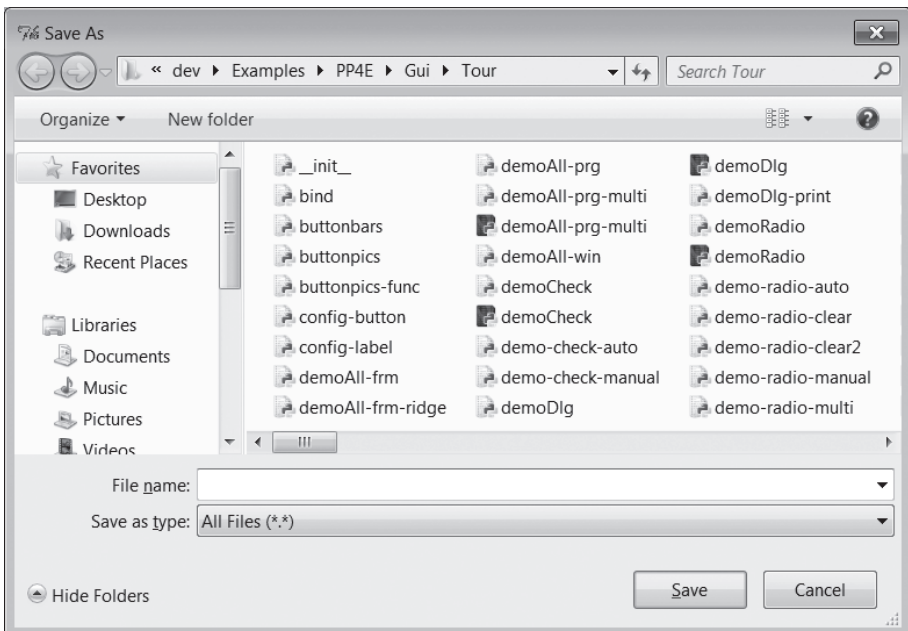 Save As
« dev ▸ Examples ▸ PP4E ▸ Gui ▸ Tour
Search Tour
Organize
New folder
Favorites
Desktop
Downloads
Recent Places
Libraries
Documents
Music
Pictures
Videos
__init__
bind
buttonbars
buttonpics
buttonpics-func
config-button
config-label
demoAll-frm
demoAll-frm-ridge
demoAll-prg
demoAll-prg-multi
demoAll-prg-multi
demoAll-win
demoCheck
demoCheck
demo-check-auto
demo-check-manual
demoDlg
demoDlg
demoDlg-print
demoRadio
demoRadio
demo-radio-auto
demo-radio-clear
demo-radio-clear2
demo-radio-manual
demo-radio-multi
File name:
Save as type: All Files (*.*)
Hide Folders
Save
Cancel